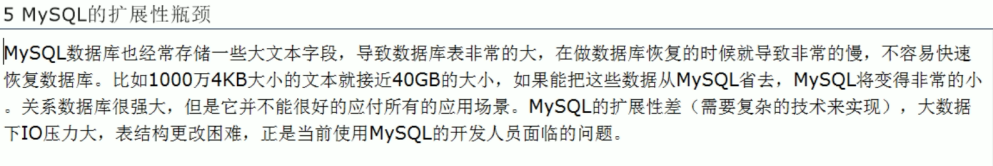 5 MySQL的扩展性瓶颈
MySQL数据库也经常存储一些大文本字段，导致数据库表非常的大，在做数据库恢复的时候就导致非常的慢，不容易快速
恢复数据库。比如1000万4KB大小的文本就接近40GB的大小，如果能把这些数据从MySQL省去，MySQL将变得非常的小
。关系数据库很强大，但是它并不能很好的应付所有的应用场景。MySQL的扩展性差（需要复杂的技术来实现），大数据
下IO压力大，表结构更改困难，正是当前使用MySQL的开发人员面临的问题。